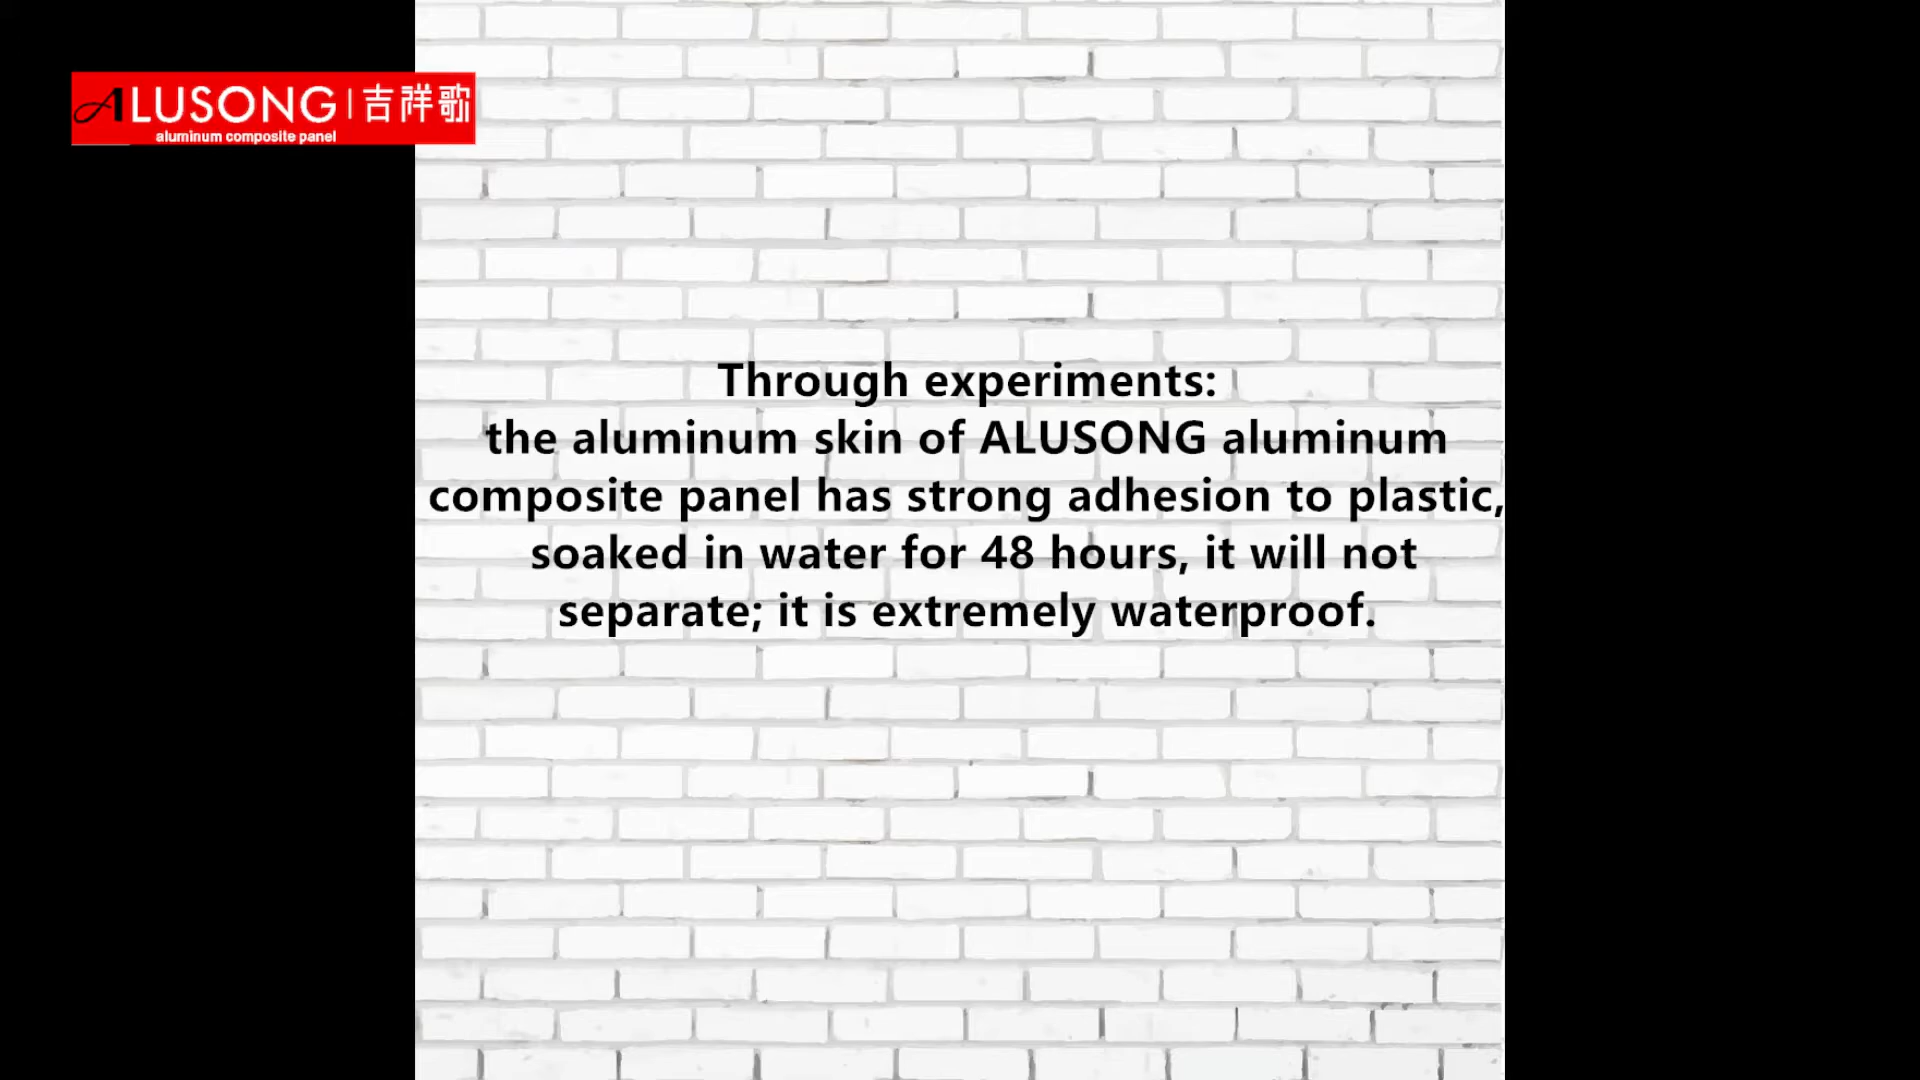 ALUSONG | 吉祥歌
aluminum composite panel
Through experiments:
the aluminum skin of ALUSONG aluminum
composite panel has strong adhesion to plastic,
soaked in water for 48 hours, it will not
separate; it is extremely waterproof.